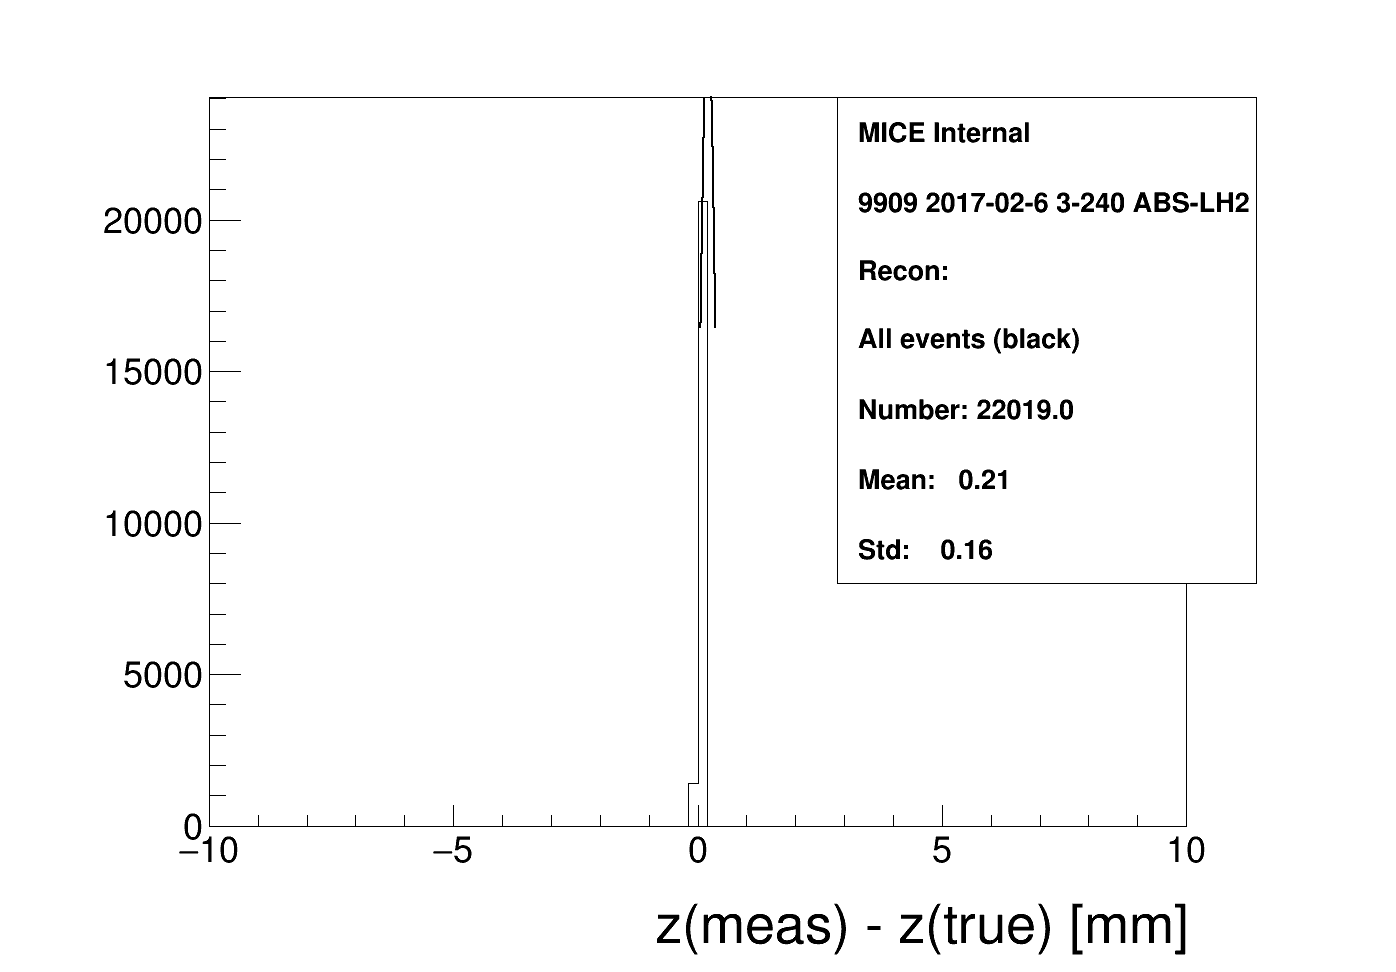 MICE Internal
9909 2017-02-6 3-240 ABS-LH2
Recon:
All events (black)
Number: 22019.0
Mean: 0.21
Std: 0.16
20000
15000
10000
5000
0
−10 −5 0 5 10
z(meas) - z(true) [mm]